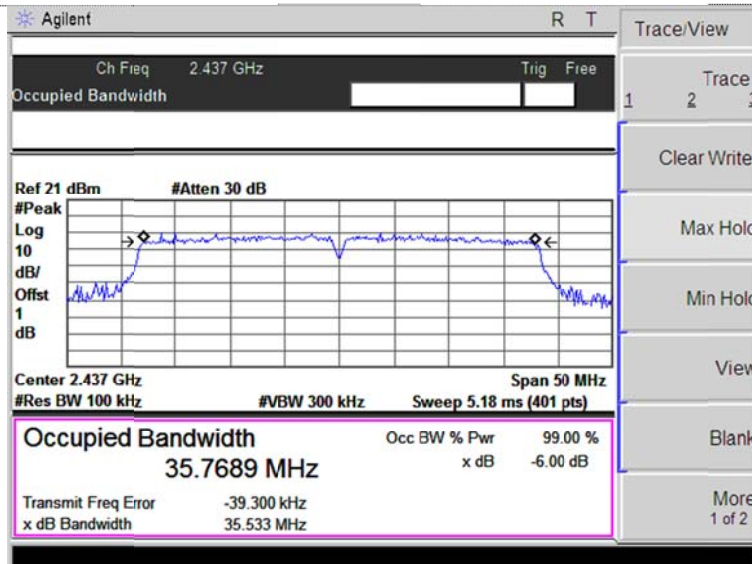 Agilent R T
Trace/View
Ch Freq 2.437 GHz Trig Free
Occupied Bandwidth
Trace
1 2
Clear Write
Ref 21 dBm #Atten 30 dB
#Peak
Log
10
dB/
Offst
1
dB
Max Hold
Min Hold
View
Blank
More
1 of 2
Center 2.437 GHz Span 50 MHz
#Res BW 100 kHz #VBW 300 kHz Sweep 5.18 ms (401 pts)
Occupied Bandwidth Occ BW % Pwr 99.00 %
35.7689 MHz x dB -6.00 dB
Transmit Freq Error -39.300 kHz
x dB Bandwidth 35.533 MHz